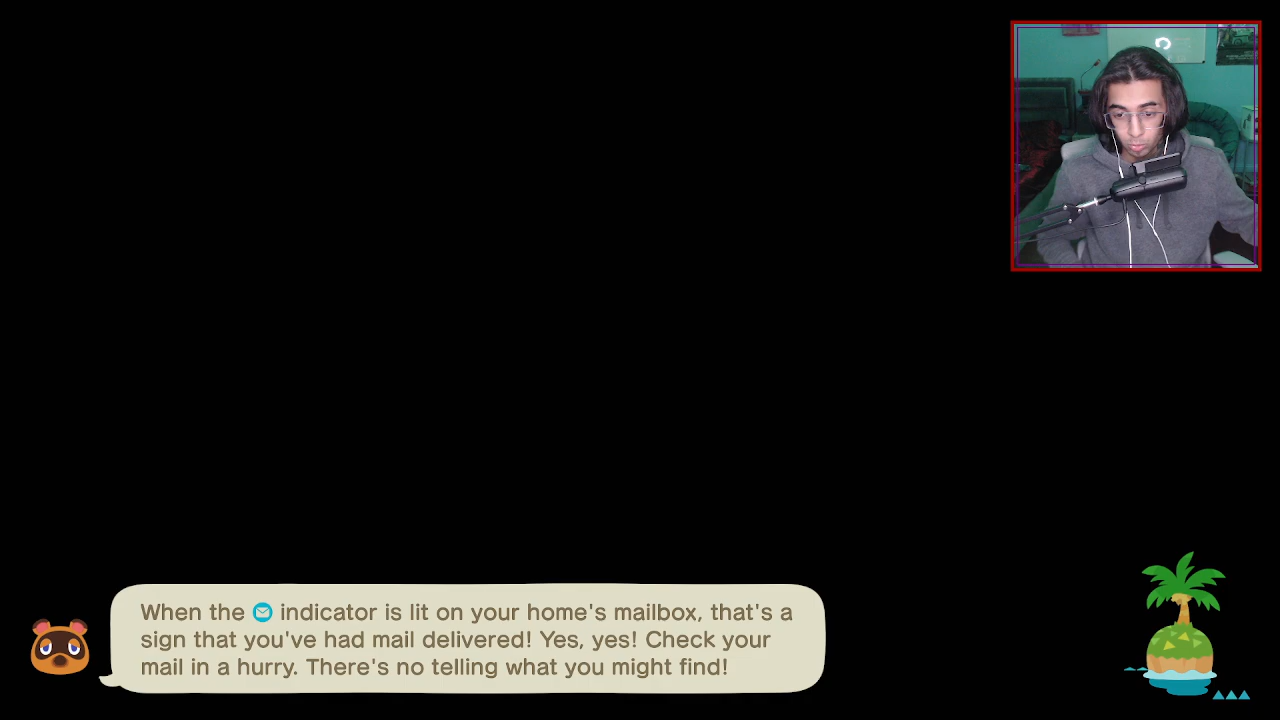 When the indicator is lit on your home's mailbox, that's a
sign that you've had mail delivered! Yes, yes! Check your
mail in a hurry. There's no telling what you might find!